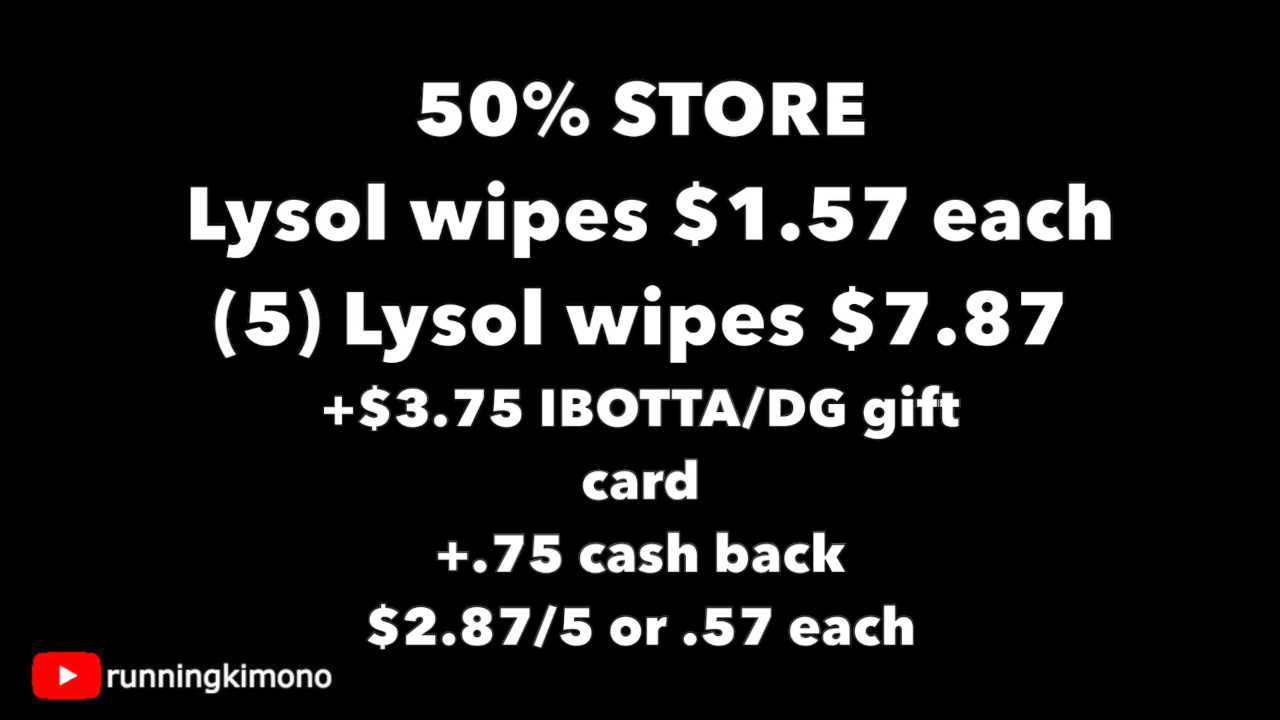 50% STORE
Lysol wipes $1.57 each
(5) Lysol wipes $7.87
+$3.75 IBOTTA/DG gift
card
+.75 cash back
$2.87/5 or .57 each
runningkimono